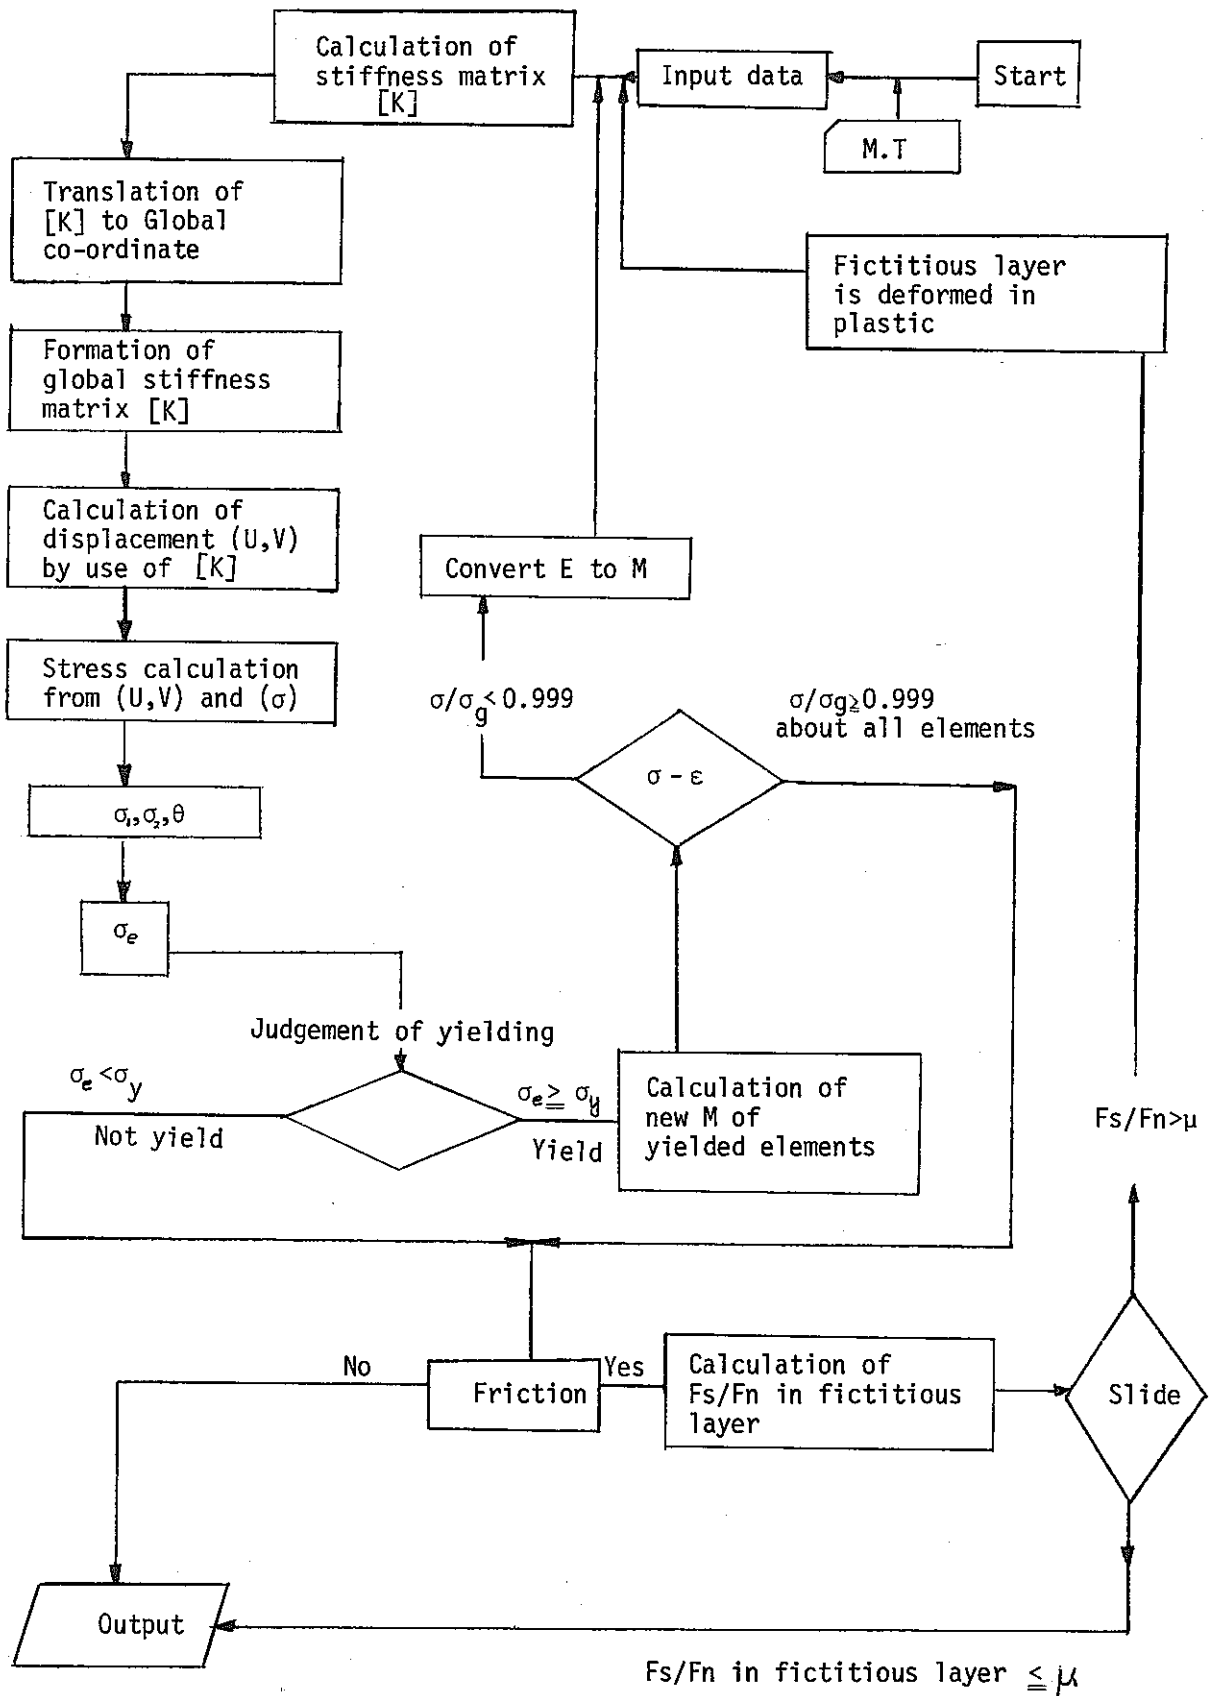 Start
M.T
Input data
Calculation of
stiffness matrix
[K]
Translation of
[K] to Global
co-ordinate
Fictitious layer
is deformed in
plastic
Formation of
global stiffness
matrix [K]
Calculation of
displacement (U,V)
by use of [K]
Convert E to M
Stress calculation
from (U,V) and (σ)
σ/σg<0.999
σ/σg≧0.999
about all elements
σ - ε
σ₁,σ₂,θ
σe
Judgement of yielding
σe<σy
Not yield
σe≧σy
Yield
Calculation of
new M of
yielded elements
Fs/Fn>μ
No
Friction
Yes
Calculation of
Fs/Fn in fictitious
layer
Slide
Output
Fs/Fn in fictitious layer ≦ μ